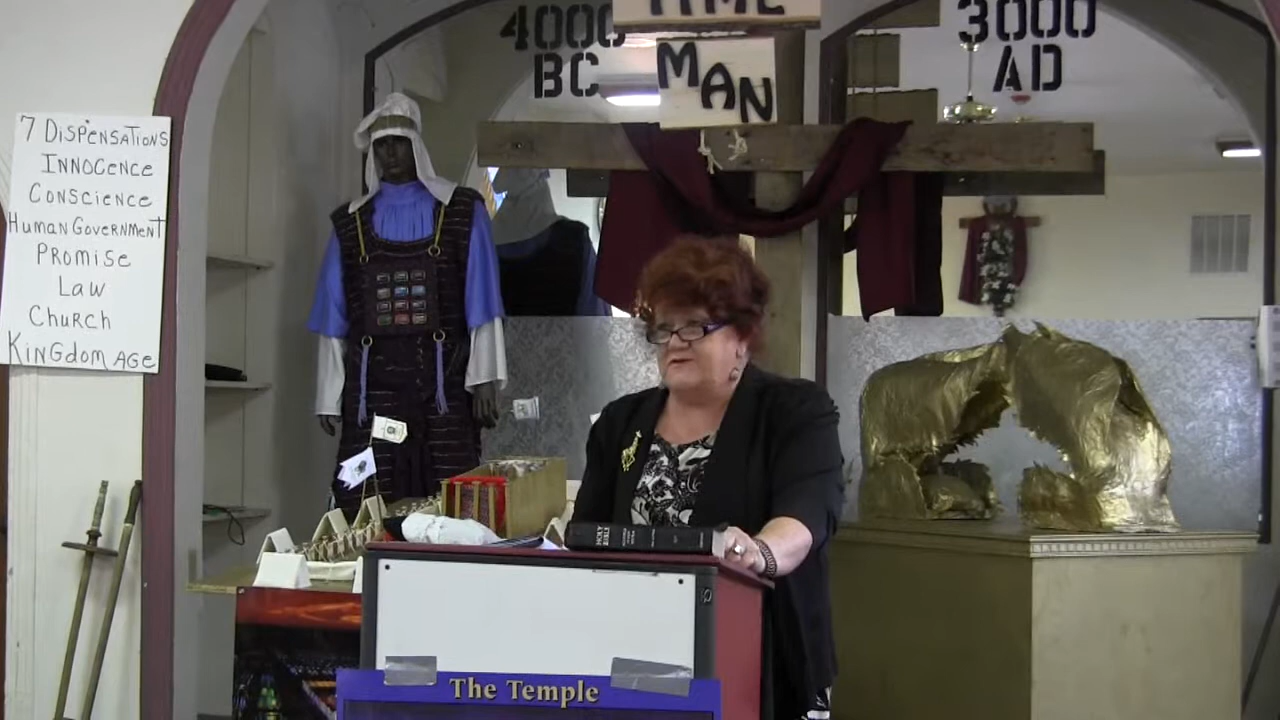 7 DISPENSATIONS
INNOCENCE
CONSCIENCE
HUMAN GOVERNMENT
PROMISE
LAW
CHURCH
KINGDOM AGE
4000
BC
TIME
MAN
3000
AD
HOLY
BIBLE
The Temple